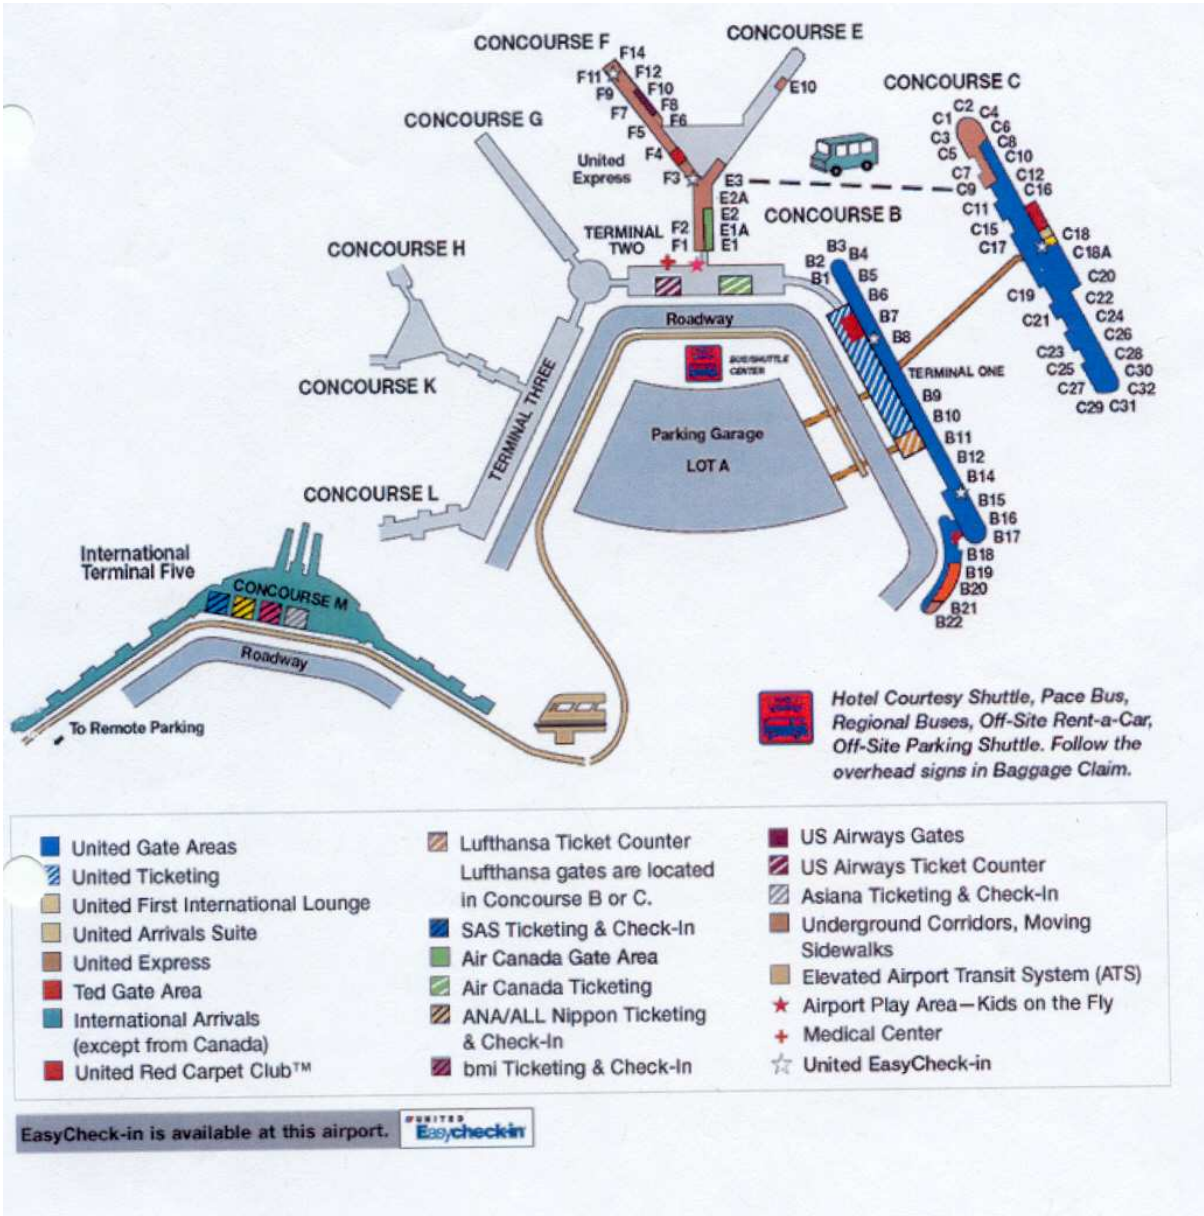 CONCOURSE F
CONCOURSE E
CONCOURSE C
CONCOURSE G
CONCOURSE B
CONCOURSE H
CONCOURSE K
CONCOURSE L
F14
F11
F12
F9
F10
F7
F8
F5
F6
F4
F3
F2
F1
United
Express
E10
E3
E2A
E2
E1A
E1
TERMINAL
TWO
C2
C1
C4
C3
C6
C5
C8
C7
C10
C9
C12
C11
C16
C15
C18
C17
C18A
C20
C19
C22
C21
C24
C26
C23
C28
C25
C30
C27
C32
C29
C31
B3
B2
B4
B1
B5
B6
B7
B8
TERMINAL ONE
B9
B10
B11
B12
B14
B15
B16
B17
B18
B19
B20
B21
B22
Roadway
BUS/SHUTTLE
CENTER
TERMINAL THREE
Parking Garage
LOT A
International
Terminal Five
CONCOURSE M
Roadway
To Remote Parking
Hotel Courtesy Shuttle, Pace Bus,
Regional Buses, Off-Site Rent-a-Car,
Off-Site Parking Shuttle. Follow the
overhead signs in Baggage Claim.
United Gate Areas
United Ticketing
United First International Lounge
United Arrivals Suite
United Express
Ted Gate Area
International Arrivals
(except from Canada)
United Red Carpet Club™
Lufthansa Ticket Counter
Lufthansa gates are located
in Concourse B or C.
SAS Ticketing & Check-In
Air Canada Gate Area
Air Canada Ticketing
ANA/ALL Nippon Ticketing
& Check-In
bmi Ticketing & Check-In
US Airways Gates
US Airways Ticket Counter
Asiana Ticketing & Check-In
Underground Corridors, Moving
Sidewalks
Elevated Airport Transit System (ATS)
Airport Play Area—Kids on the Fly
Medical Center
United EasyCheck-in
EasyCheck-in is available at this airport.
UNITED
Easycheck-in